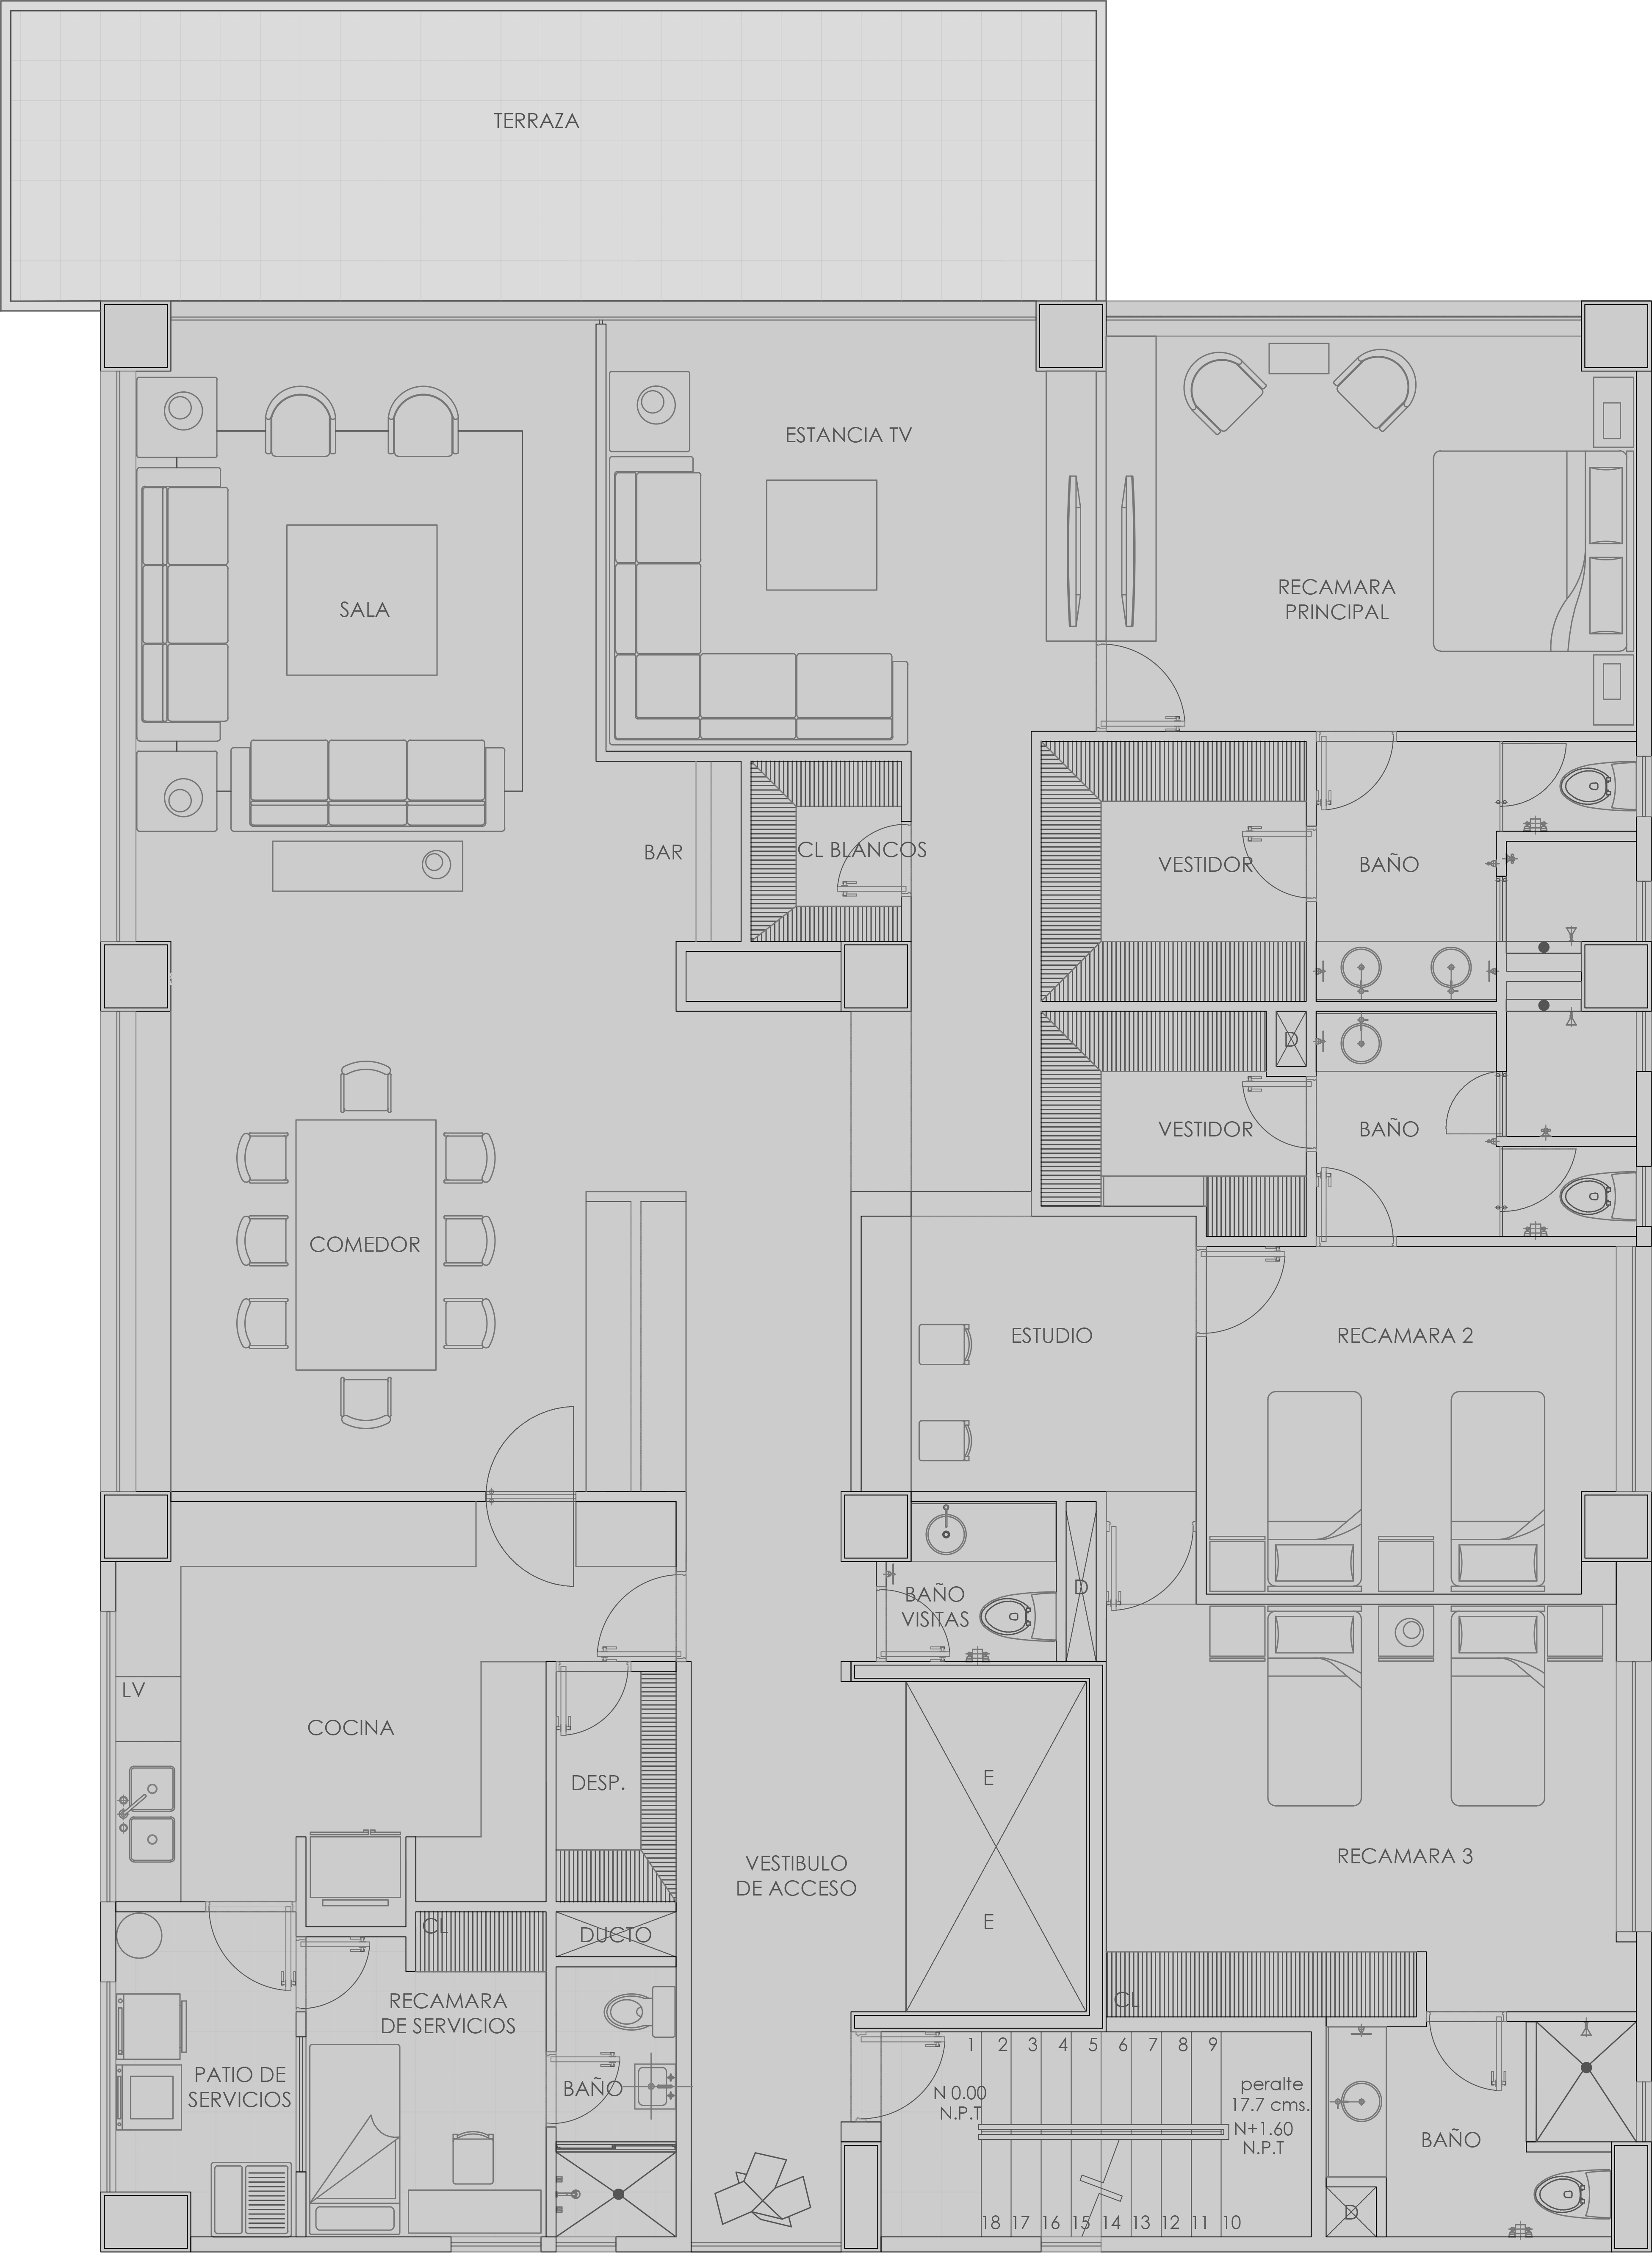 TERRAZA
ESTANCIA TV
SALA
RECAMARA
PRINCIPAL
BAR
CL BLANCOS
VESTIDOR
BAÑO
D
VESTIDOR
BAÑO
COMEDOR
ESTUDIO
RECAMARA 2
BAÑO
VISITAS
D
LV
COCINA
DESP.
E
VESTIBULO
DE ACCESO
RECAMARA 3
E
CL
DUCTO
RECAMARA
DE SERVICIOS
CL
PATIO DE
SERVICIOS
BAÑO
1 2 3 4 5 6 7 8 9
N 0.00
N.P.T
peralte
17.7 cms.
N+1.60
N.P.T
BAÑO
D
18 17 16 15 14 13 12 11 10